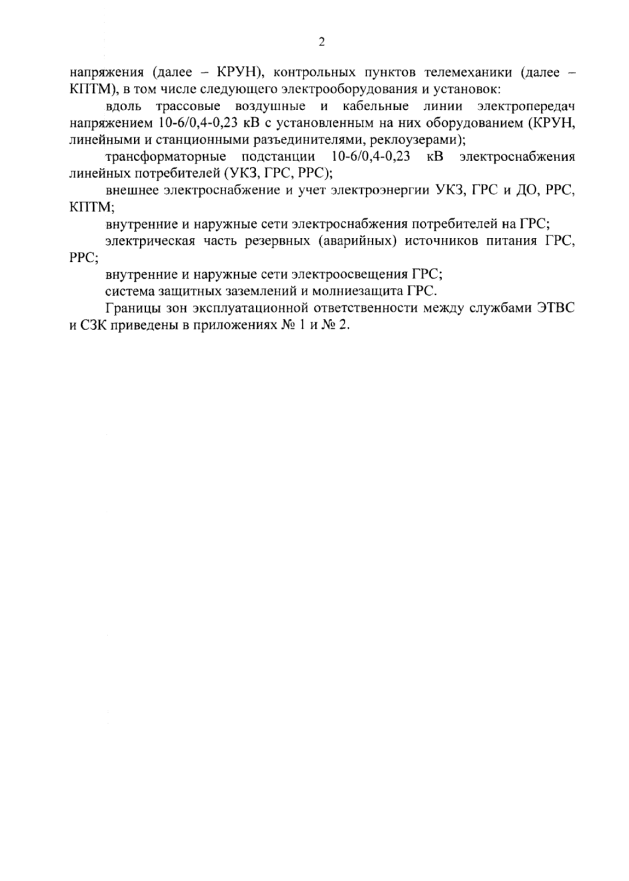 2
напряжения (далее – КРУН), контрольных пунктов телемеханики (далее –
КПТМ), в том числе следующего электрооборудования и установок:
вдоль трассовые воздушные и кабельные линии электропередач
напряжением 10-6/0,4-0,23 кВ с установленным на них оборудованием (КРУН,
линейными и станционными разъединителями, реклоузерами);
трансформаторные подстанции 10-6/0,4-0,23 кВ электроснабжения
линейных потребителей (УКЗ, ГРС, РРС);
внешнее электроснабжение и учет электроэнергии УКЗ, ГРС и ДО, РРС,
КПТМ;
внутренние и наружные сети электроснабжения потребителей на ГРС;
электрическая часть резервных (аварийных) источников питания ГРС,
РРС;
внутренние и наружные сети электроосвещения ГРС;
система защитных заземлений и молниезащита ГРС.
Границы зон эксплуатационной ответственности между службами ЭТВС
и СЗК приведены в приложениях № 1 и № 2.